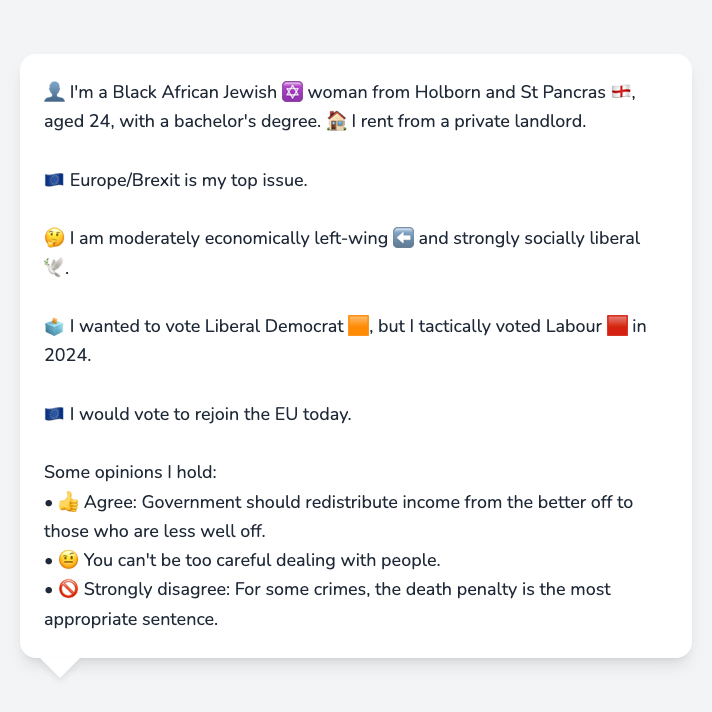 👤 I'm a Black African Jewish 🔯 woman from Holborn and St Pancras 🏴󠁧󠁢󠁥󠁮󠁧󠁿,
aged 24, with a bachelor's degree. 🏠 I rent from a private landlord.
🇪🇺 Europe/Brexit is my top issue.
🤔 I am moderately economically left-wing ⬅️ and strongly socially liberal
🕊️.
🗳️ I wanted to vote Liberal Democrat 🟧, but I tactically voted Labour 🟥 in
2024.
🇪🇺 I would vote to rejoin the EU today.
Some opinions I hold:
• 👍 Agree: Government should redistribute income from the better off to
those who are less well off.
• 🤨 You can't be too careful dealing with people.
• 🚫 Strongly disagree: For some crimes, the death penalty is the most
appropriate sentence.